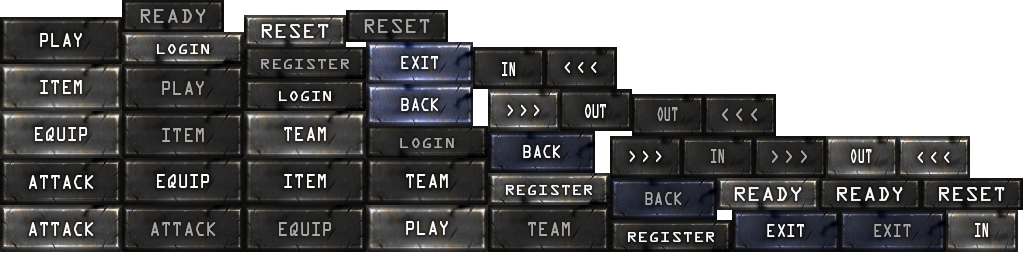 READY
RESET
RESET
PLAY
LOGIN
REGISTER
EXIT
IN
<<<
ITEM
PLAY
LOGIN
BACK
>>>
OUT
OUT
<<<
EQUIP
ITEM
TEAM
LOGIN
BACK
>>>
IN
>>>
OUT
<<<
ATTACK
EQUIP
ITEM
TEAM
REGISTER
BACK
READY
READY
RESET
ATTACK
ATTACK
EQUIP
PLAY
TEAM
REGISTER
EXIT
EXIT
IN